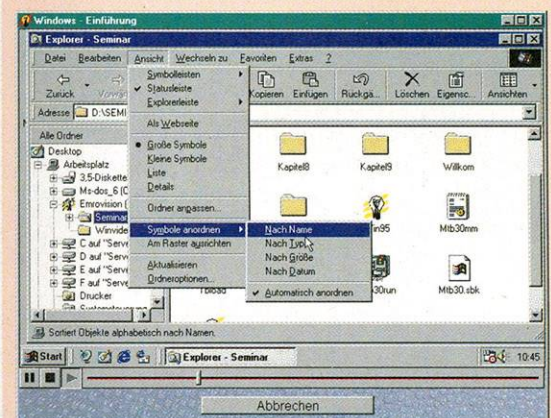 Windows - Einführung
Explorer - Seminar
Datei Bearbeiten Ansicht Wechseln zu Favoriten Extras ?
Zurück Kopieren Einfügen Rückgä... Löschen Eigensc... Ansichten
Adresse D:\SEMI
Symbolleisten
Statusleiste
Explorerleiste
Als Webseite
Große Symbole
Kleine Symbole
Liste
Details
Ordner anpassen...
Symbole anordnen
Am Raster ausrichten
Aktualisieren
Ordneroptionen...
Nach Name
Nach Typ
Nach Größe
Nach Datum
Automatisch anordnen
Alle Ordner
Desktop
Arbeitsplatz
3,5-Diskette
Ms-dos_6 (C
Emrovision (
Seminar
Winvide
C auf "Serve
D auf "Serve
E auf "Serve
F auf "Serve
Drucker
Systemsteuerung
Kapitel8 Kapitel9 Willkom
in95 Mtb30mm
Tbload 30run Mtb30.sbk
Sortiert Objekte alphabetisch nach Namen.
Start Explorer - Seminar 10:45
Abbrechen